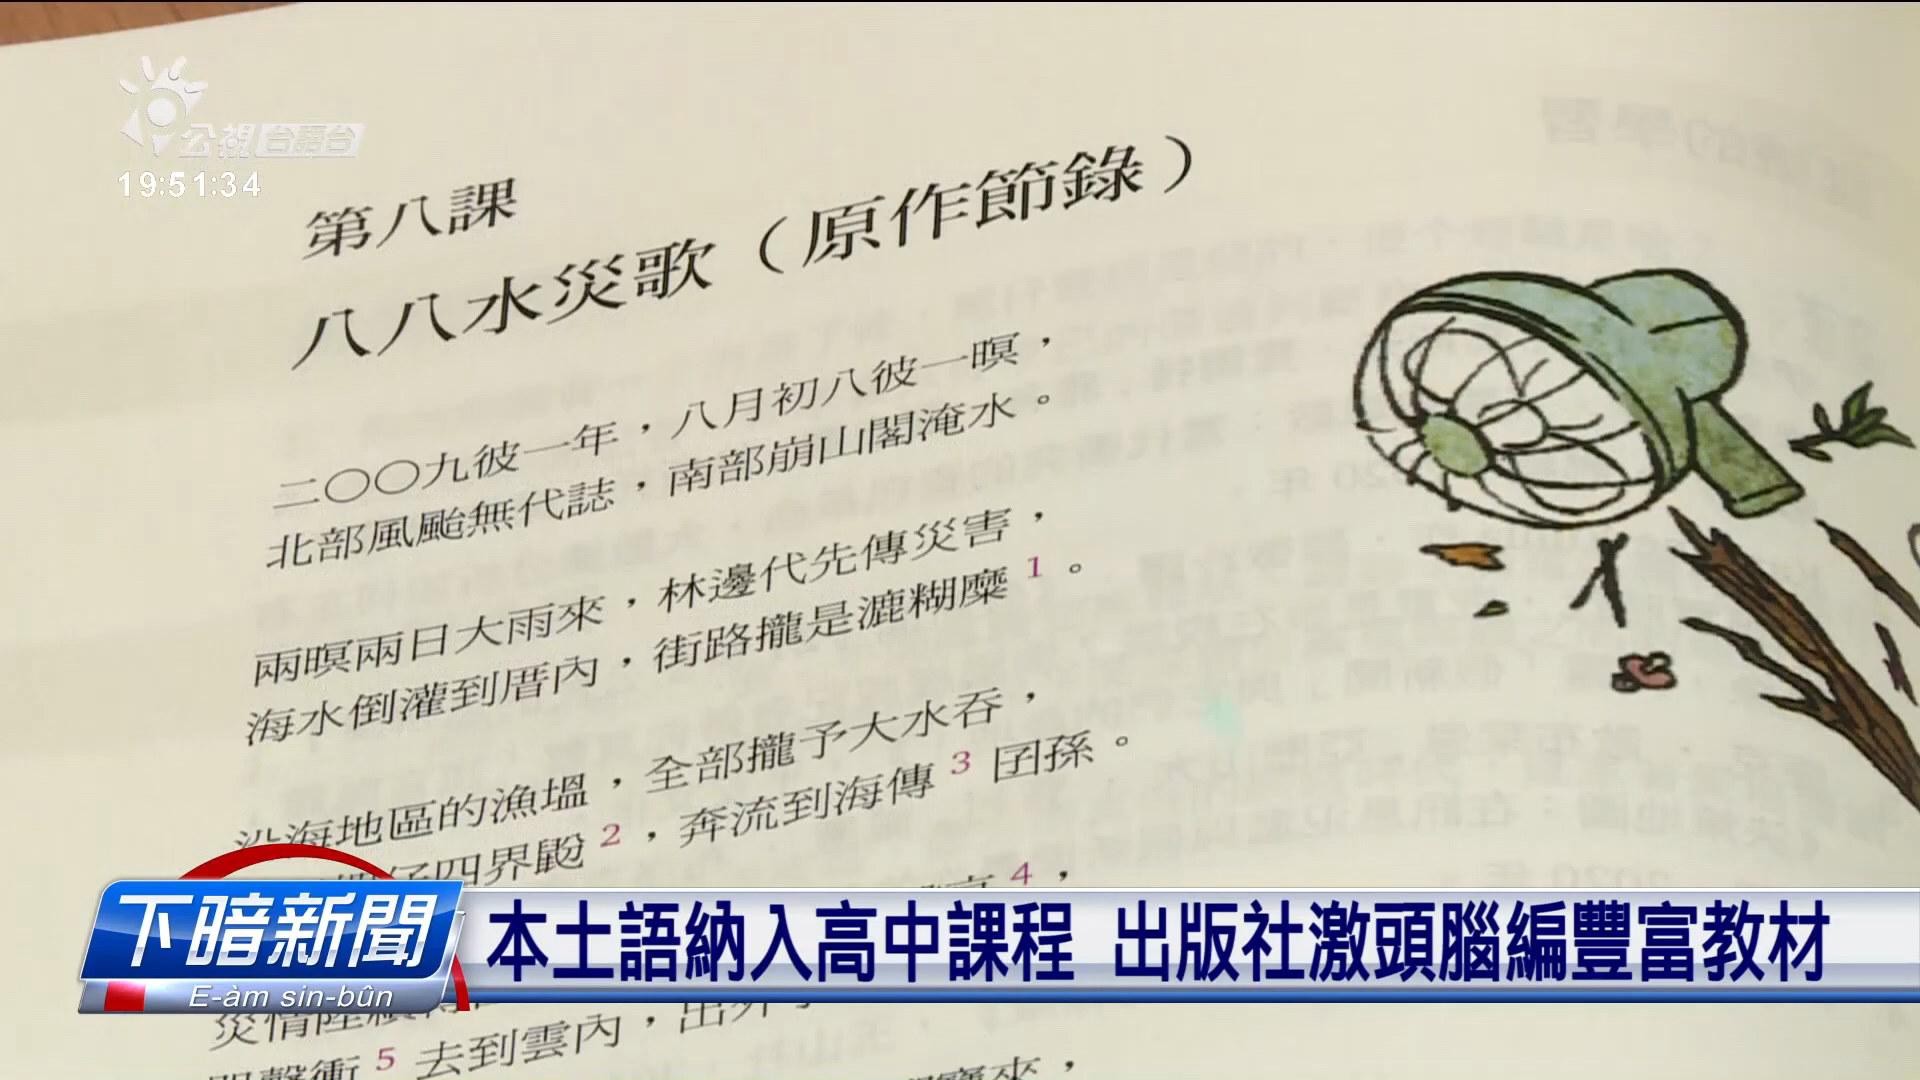 公視台語台
19:51:34
第八課
八八水災歌（原作節錄）
二〇〇九彼一年，八月初八彼一暝，
北部風颱無代誌，南部崩山閣淹水。
兩暝兩日大雨來，林邊代先傳災害，
海水倒灌到厝內，街路攏是漉糊糜 1 。
沿海地區的漁塭，全部攏予大水吞，
四界鼢 2 ，奔流到海傳 3 囝孫。
4 ，
災情陸續
5 去到雲內，出外
來，
下暗新聞
E-àm sin-bûn
本土語納入高中課程 出版社激頭腦編豐富教材